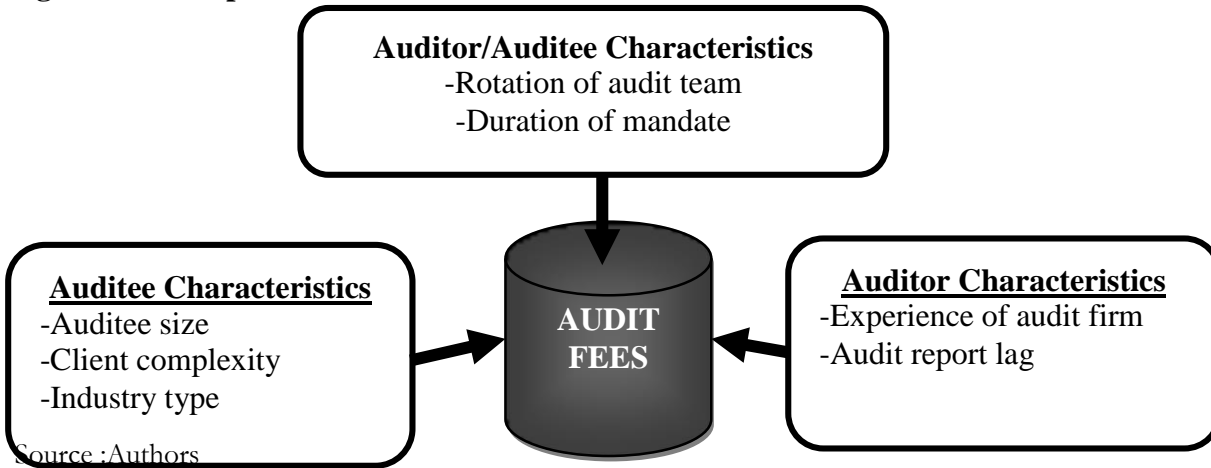 Auditor/Auditee Characteristics
-Rotation of audit team
-Duration of mandate
Auditee Characteristics
-Auditee size
-Client complexity
-Industry type
AUDIT
FEES
Auditor Characteristics
-Experience of audit firm
-Audit report lag
Source :Authors